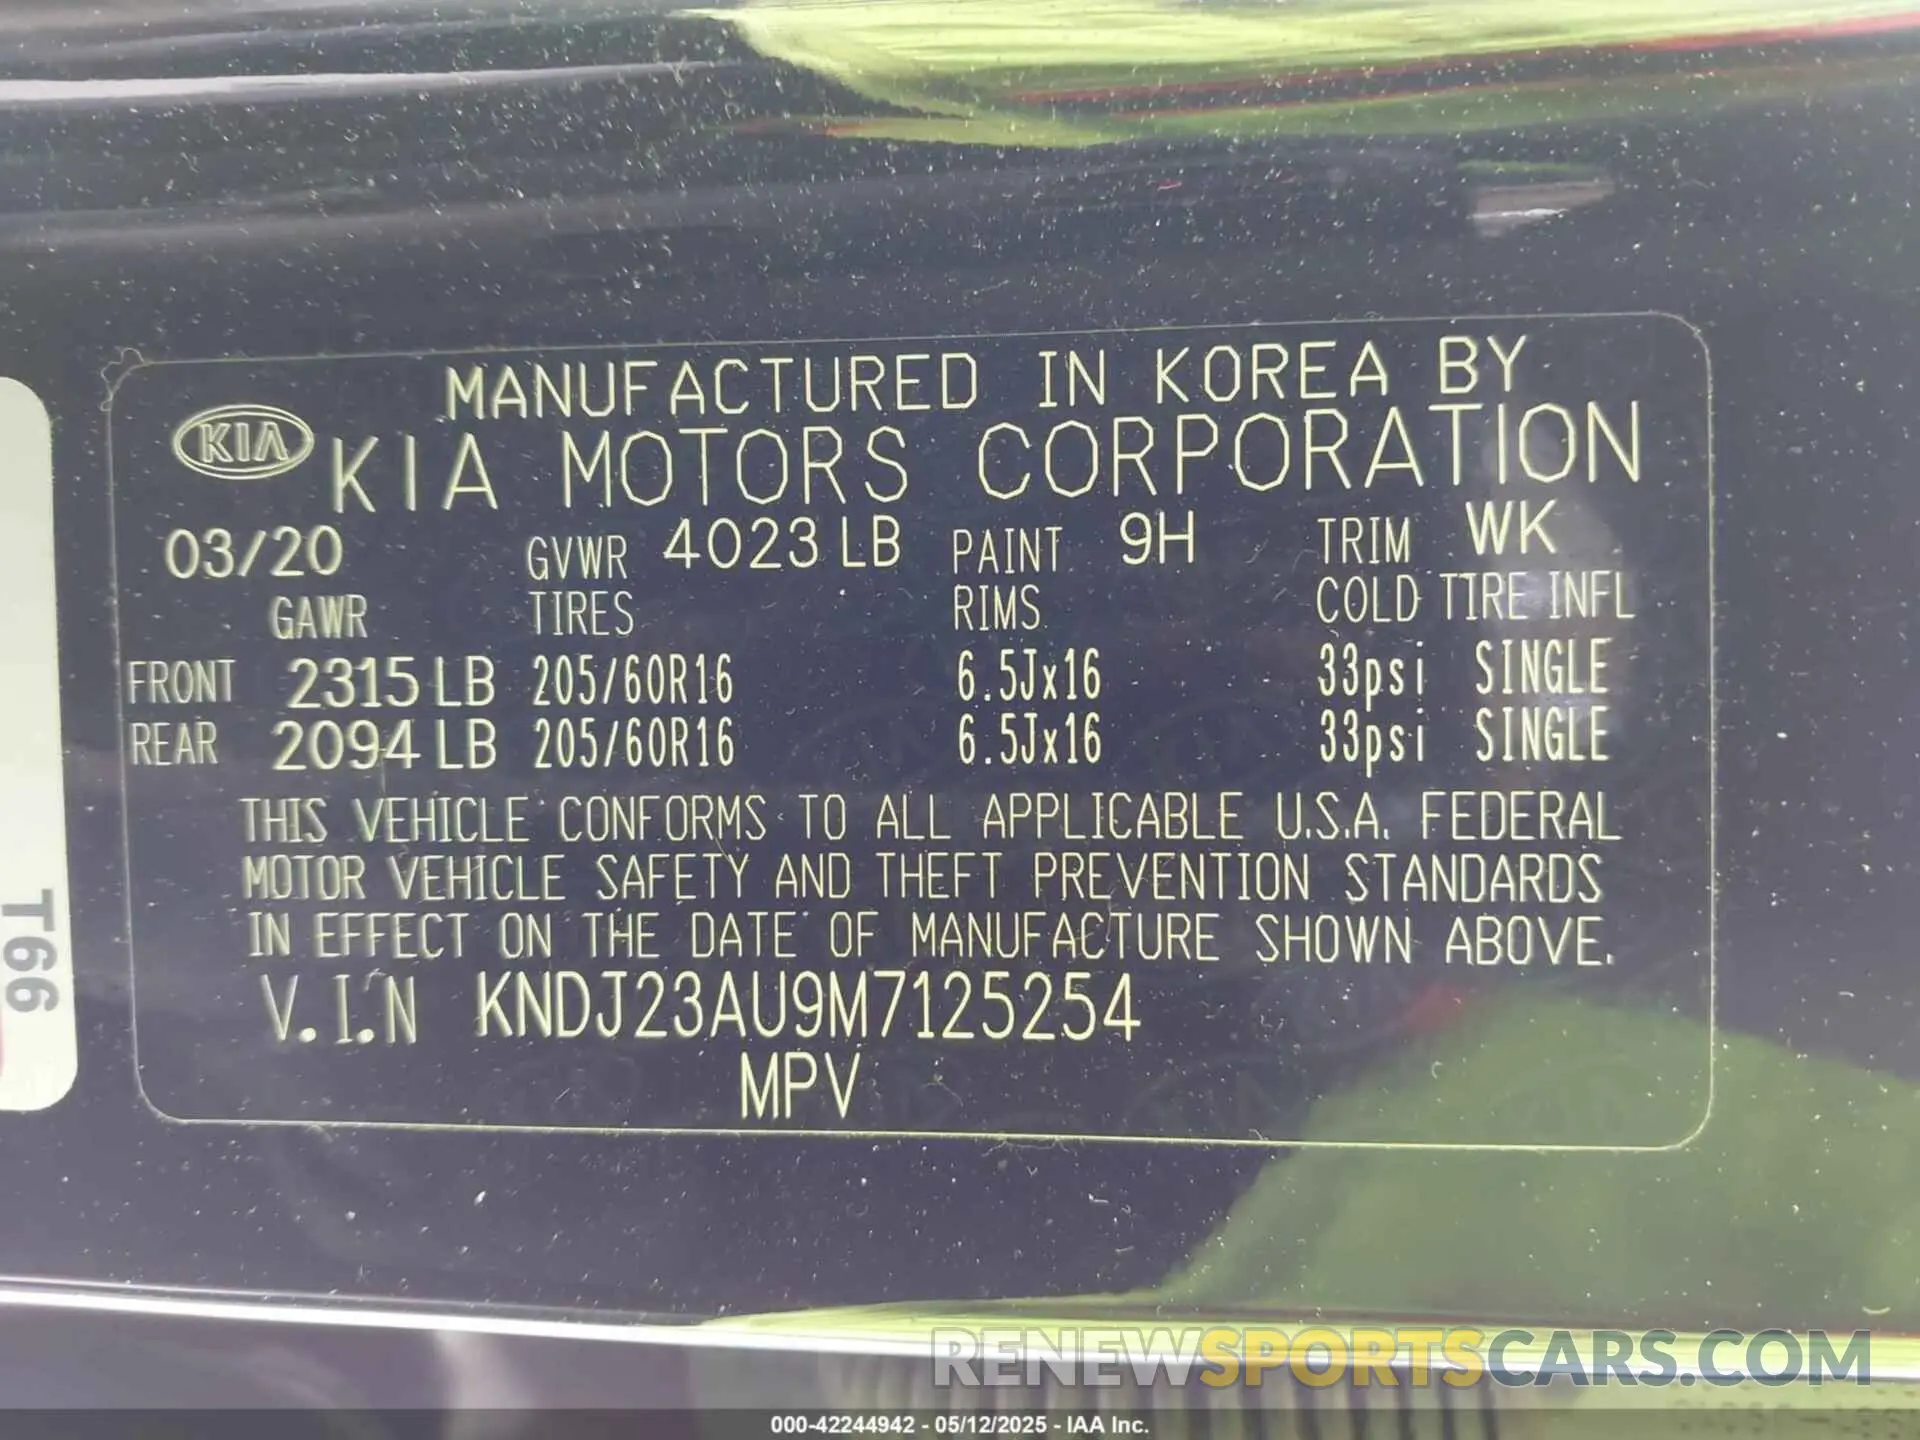 MANUFACTURED IN KOREA BY
KIA KIA MOTORS CORPORATION
03/20 GVWR 4023 LB PAINT 9H TRIM WK
GAWR TIRES RIMS COLD TIRE INFL
FRONT 2315 LB 205/60R16 6.5Jx16 33psi SINGLE
REAR 2094 LB 205/60R16 6.5Jx16 33psi SINGLE
THIS VEHICLE CONFORMS TO ALL APPLICABLE U.S.A. FEDERAL
MOTOR VEHICLE SAFETY AND THEFT PREVENTION STANDARDS
IN EFFECT ON THE DATE OF MANUFACTURE SHOWN ABOVE.
V.I.N KNDJ23AU9M7125254
MPV
T66
RENEWSPORTSCARS.COM
000-42244942 - 05/12/2025 - IAA Inc.